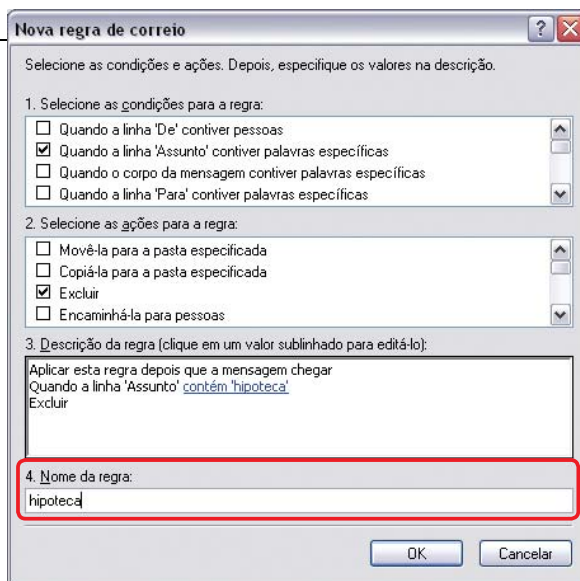 Nova regra de correio
Selecione as condições e ações. Depois, especifique os valores na descrição.
1. Selecione as condições para a regra:
Quando a linha 'De' contiver pessoas
Quando a linha 'Assunto' contiver palavras específicas
Quando o corpo da mensagem contiver palavras específicas
Quando a linha 'Para' contiver palavras específicas
2. Selecione as ações para a regra:
Movê-la para a pasta especificada
Copiá-la para a pasta especificada
Excluir
Encaminhá-la para pessoas
3. Descrição da regra (clique em um valor sublinhado para editá-lo):
Aplicar esta regra depois que a mensagem chegar
Quando a linha 'Assunto' contém 'hipoteca'
Excluir
4. Nome da regra:
hipoteca
OK Cancelar